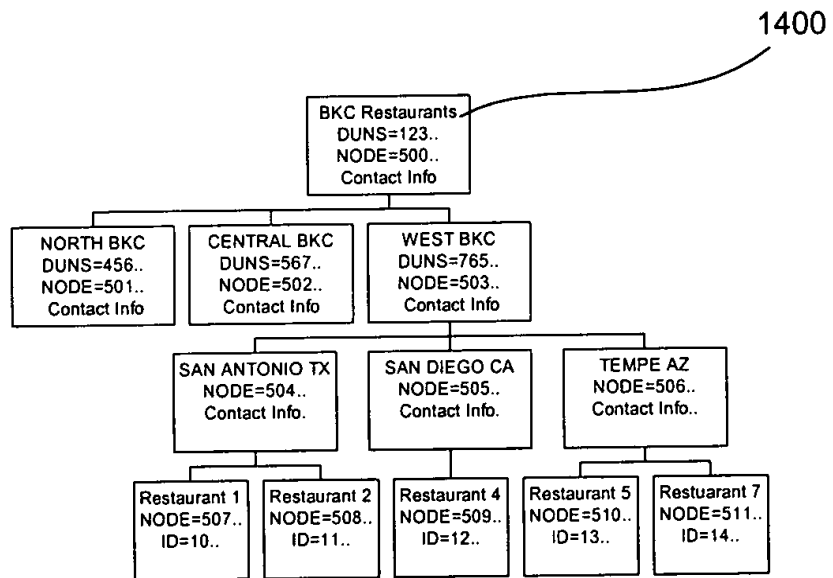 1400
BKC Restaurants
DUNS=123..
NODE=500..
Contact Info
NORTH BKC
DUNS=456..
NODE=501..
Contact Info
CENTRAL BKC
DUNS=567..
NODE=502..
Contact Info
WEST BKC
DUNS=765..
NODE=503..
Contact Info
SAN ANTONIO TX
NODE=504..
Contact Info.
SAN DIEGO CA
NODE=505..
Contact Info.
TEMPE AZ
NODE=506..
Contact Info..
Restaurant 1
NODE=507..
ID=10..
Restaurant 2
NODE=508..
ID=11..
Restaurant 4
NODE=509..
ID=12..
Restaurant 5
NODE=510..
ID=13..
Restuarant 7
NODE=511..
ID=14..